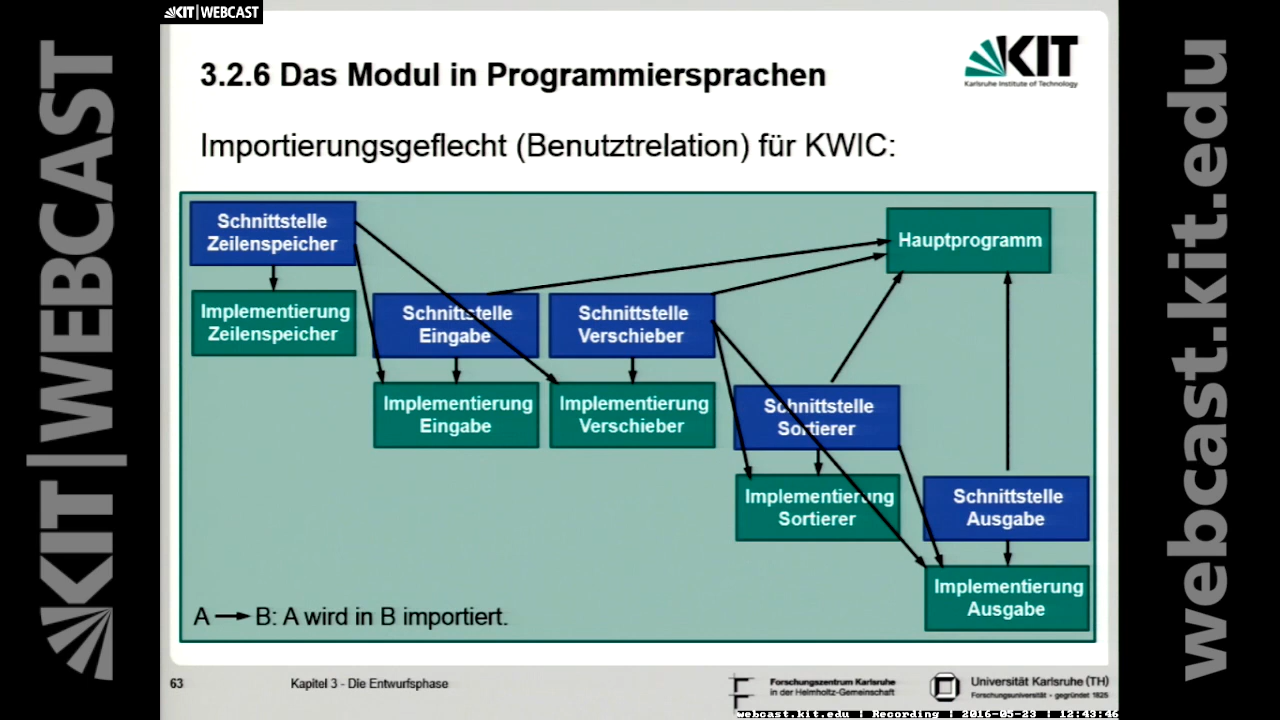 KIT | WEBCAST
KIT | WEBCAST
webcast.kit.edu
3.2.6 Das Modul in Programmiersprachen
KIT
Karlsruhe Institute of Technology
Importierungsgeflecht (Benutztrelation) für KWIC:
Schnittstelle
Zeilenspeicher
Hauptprogramm
Implementierung
Zeilenspeicher
Schnittstelle
Eingabe
Schnittstelle
Verschieber
Implementierung
Eingabe
Implementierung
Verschieber
Schnittstelle
Sortierer
Implementierung
Sortierer
Schnittstelle
Ausgabe
Implementierung
Ausgabe
A → B: A wird in B importiert.
63
Kapitel 3 - Die Entwurfsphase
Forschungszentrum Karlsruhe
in der Helmholtz-Gemeinschaft
Universität Karlsruhe (TH)
Forschungsuniversität • gegründet 1825
webcast.kit.edu | Recording | 2016-05-23 | 12:43:46